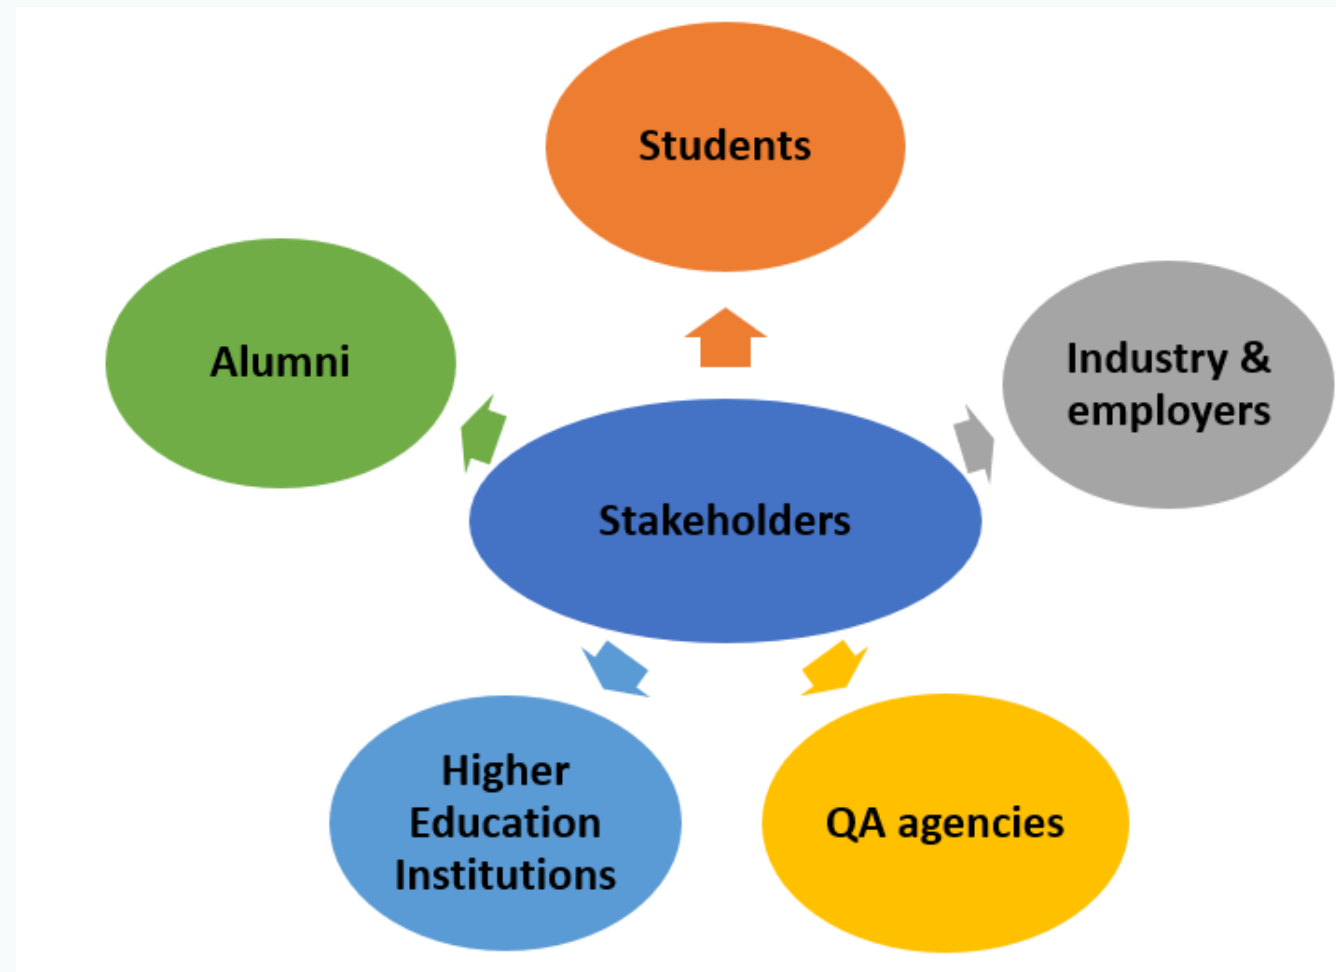 Students
Alumni
Industry &
employers
Stakeholders
Higher
Education
Institutions
QA agencies